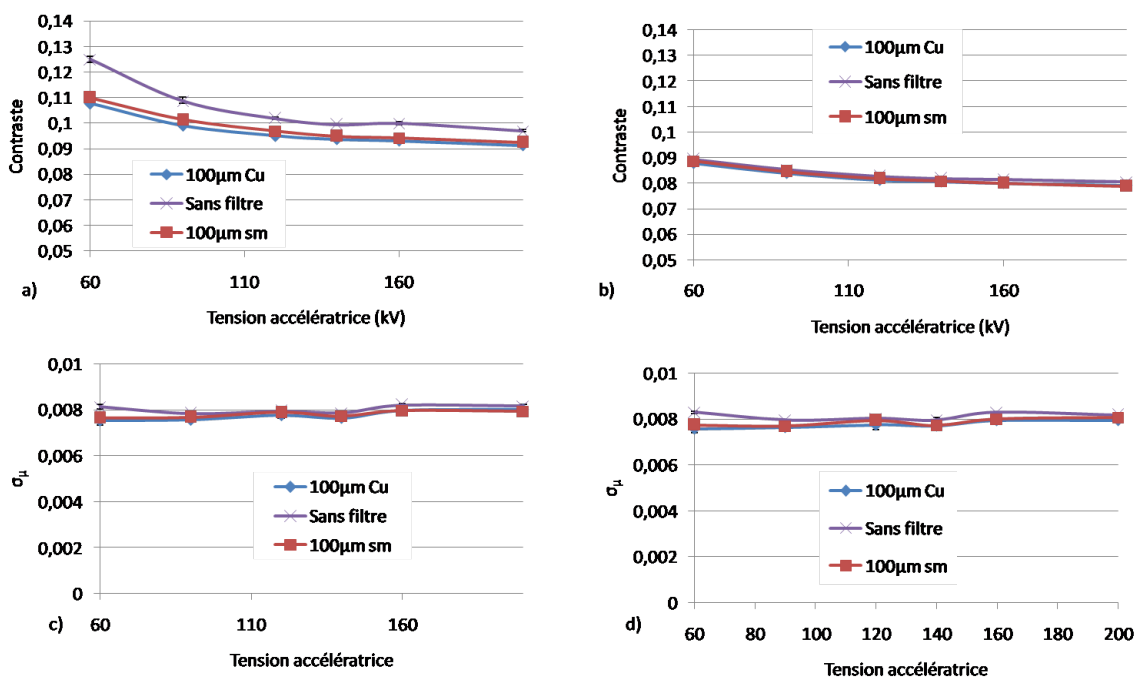 0,14
0,13
0,12
0,11
0,1
0,09
0,08
0,07
0,06
0,05
Contraste
100µm Cu
Sans filtre
100µm sm
60
110
160
a)
Tension accélératrice (kV)
0,14
0,13
0,12
0,11
0,1
0,09
0,08
0,07
0,06
0,05
Contraste
100µm Cu
Sans filtre
100µm sm
60
110
160
b)
Tension accélératrice (kV)
0,01
0,008
0,006
0,004
0,002
0
σμ
100µm Cu
Sans filtre
100µm sm
60
110
160
c)
Tension accélératrice
0,01
0,008
0,006
0,004
0,002
0
σμ
100µm Cu
Sans filtre
100µm sm
60 80 100 120 140 160 180 200
d)
Tension accélératrice